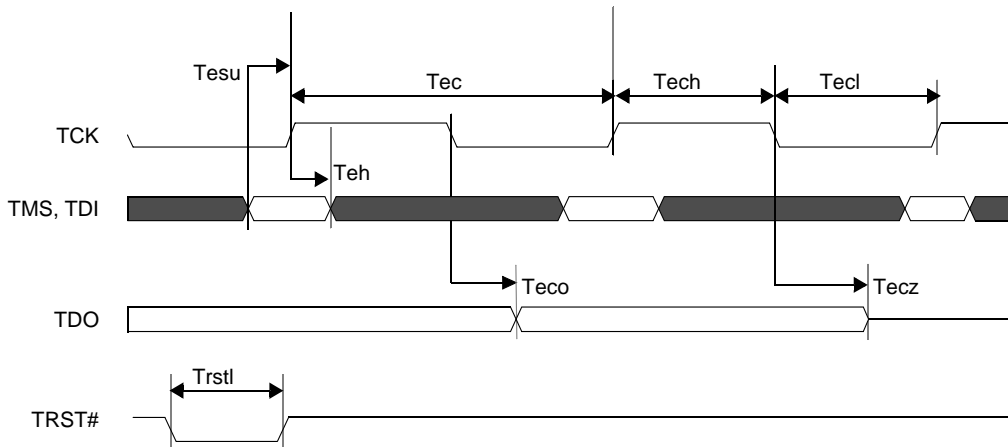 Tesu
Tec
Tech
Tecl
TCK
Teh
TMS, TDI
Teco
Tecz
TDO
Trstl
TRST#